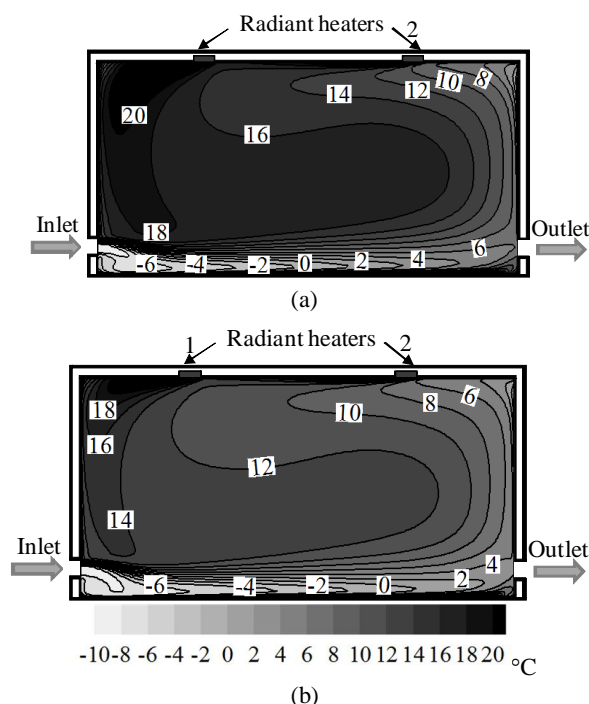 Radiant heaters 2
8
10
12
14
20
16
Inlet
Outlet
18
6
-6 -4 -2 0 2 4
(a)
1 Radiant heaters 2
18
6
8
10
16
12
14
Inlet
Outlet
4
-6 -4 -2 0 2
-10 -8 -6 -4 -2 0 2 4 6 8 10 12 14 16 18 20 °C
(b)